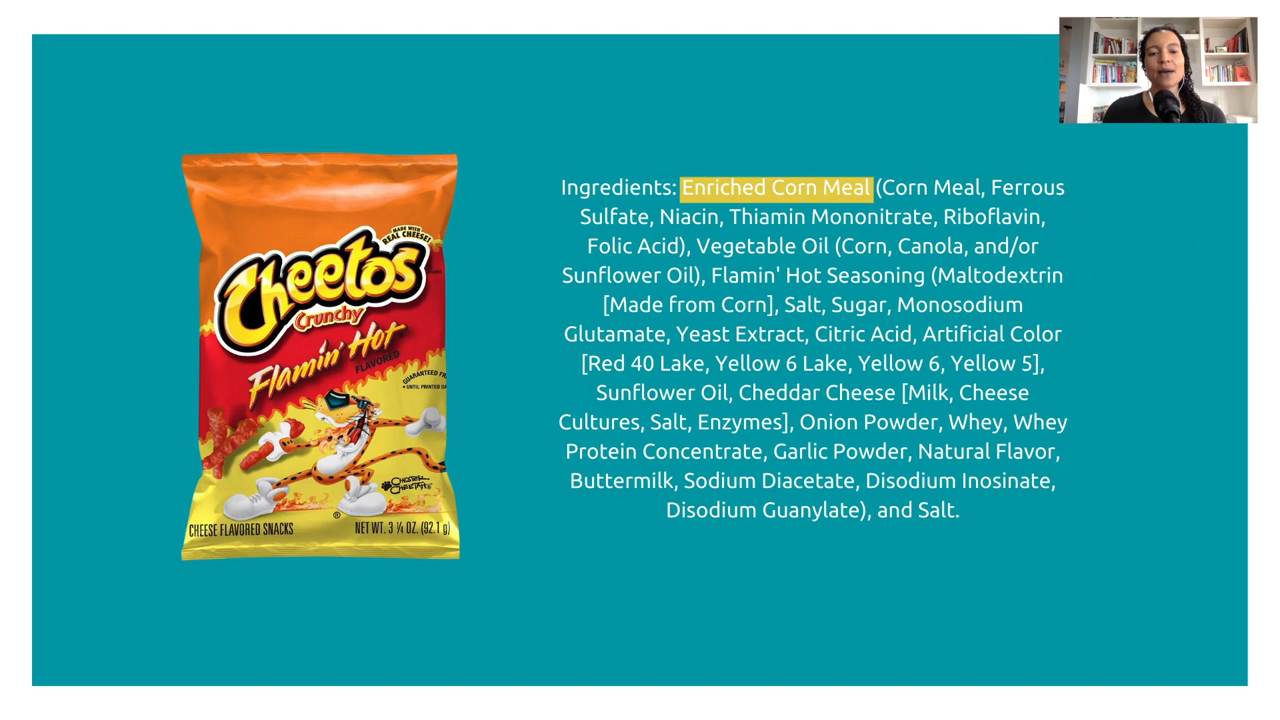 MADE WITH
REAL CHEESE!
Cheetos
Crunchy
Flamin' Hot
FLAVORED
GUARANTEED
UNTIL PRINTED
CHESTER
CHEETAH
®
CHEESE FLAVORED SNACKS
NET WT. 3 ¼ OZ. (92.1 g)
Ingredients: Enriched Corn Meal (Corn Meal, Ferrous
Sulfate, Niacin, Thiamin Mononitrate, Riboflavin,
Folic Acid), Vegetable Oil (Corn, Canola, and/or
Sunflower Oil), Flamin' Hot Seasoning (Maltodextrin
[Made from Corn], Salt, Sugar, Monosodium
Glutamate, Yeast Extract, Citric Acid, Artificial Color
[Red 40 Lake, Yellow 6 Lake, Yellow 6, Yellow 5],
Sunflower Oil, Cheddar Cheese [Milk, Cheese
Cultures, Salt, Enzymes], Onion Powder, Whey, Whey
Protein Concentrate, Garlic Powder, Natural Flavor,
Buttermilk, Sodium Diacetate, Disodium Inosinate,
Disodium Guanylate), and Salt.